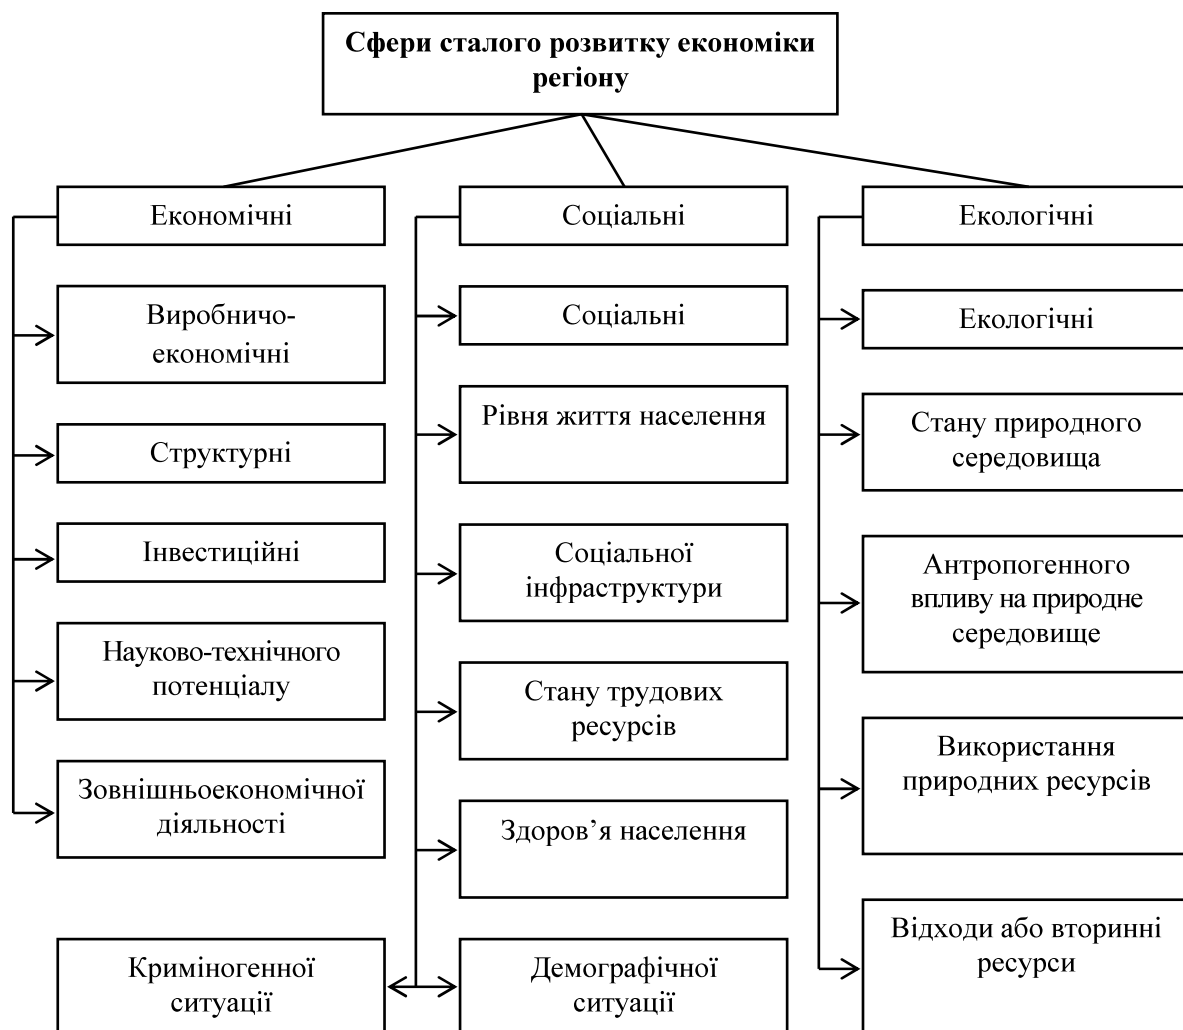 Сфери сталого розвитку економіки
регіону
Економічні
Виробничо-
економічні
Структурні
Інвестиційні
Науково-технічного
потенціалу
Зовнішньоекономічної
діяльності
Соціальні
Соціальні
Рівня життя населення
Соціальної
інфраструктури
Стану трудових
ресурсів
Здоров’я населення
Криміногенної
ситуації
Демографічної
ситуації
Екологічні
Екологічні
Стану природного
середовища
Антропогенного
впливу на природне
середовище
Використання
природних ресурсів
Відходи або вторинні
ресурси